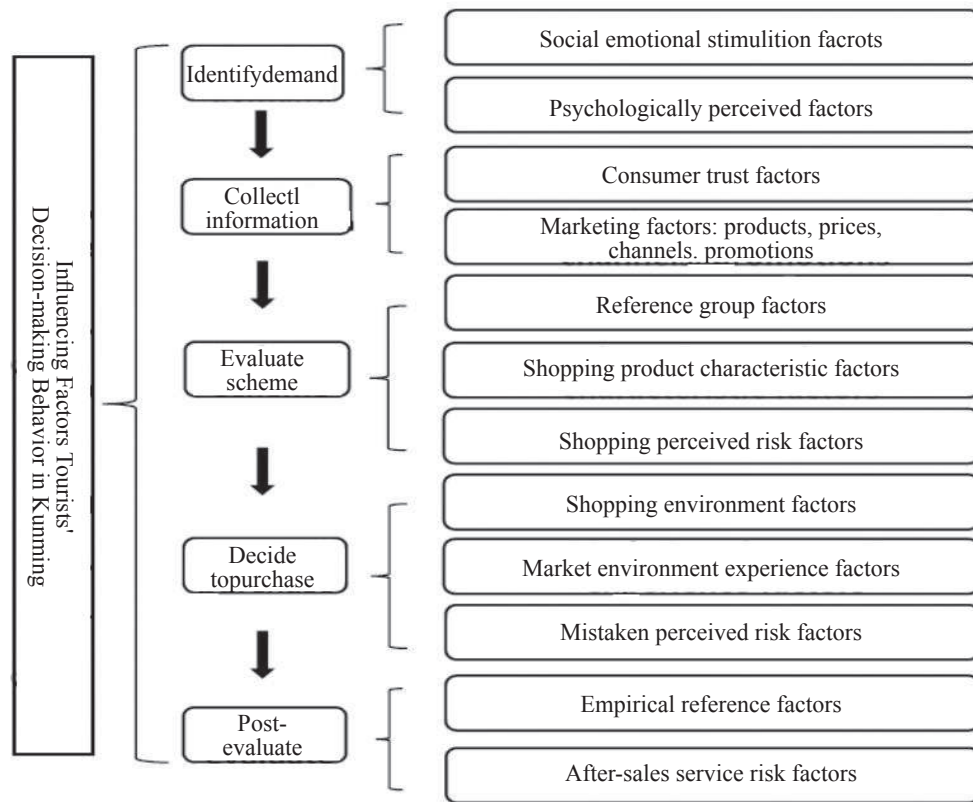 Influencing Factors Tourists'
Decision-making Behavior in Kunming
Identifydemand
Social emotional stimulition facrots
Psychologically perceived factors
Collectl
information
Consumer trust factors
Marketing factors: products, prices,
channels. promotions
Evaluate
scheme
Reference group factors
Shopping product characteristic factors
Shopping perceived risk factors
Decide
topurchase
Shopping environment factors
Market environment experience factors
Mistaken perceived risk factors
Post-
evaluate
Empirical reference factors
After-sales service risk factors